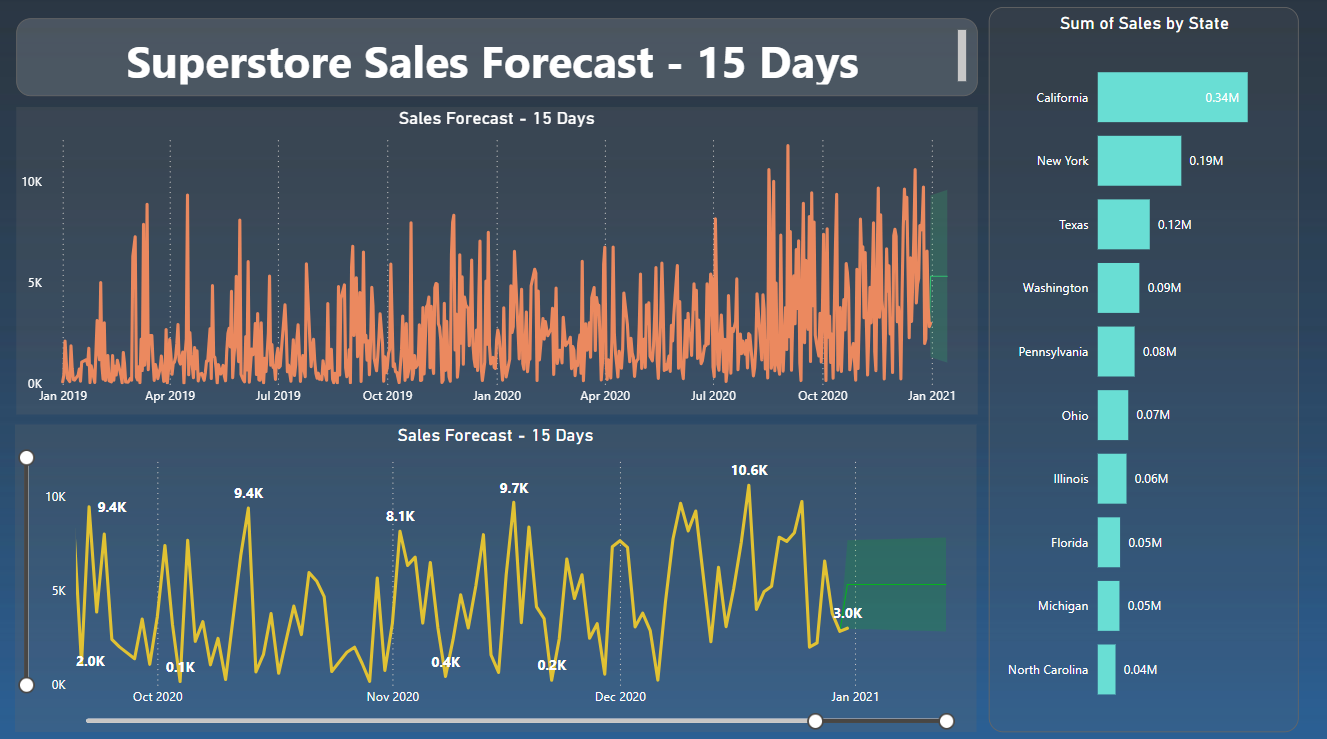 Superstore Sales Forecast - 15 Days
Sales Forecast - 15 Days
10K
5K
0K
Jan 2019 Apr 2019 Jul 2019 Oct 2019 Jan 2020 Apr 2020 Jul 2020 Oct 2020 Jan 2021
Sales Forecast - 15 Days
10K
5K
0K
9.4K
2.0K
0.1K
9.4K
8.1K
0.4K
9.7K
0.2K
10.6K
3.0K
Oct 2020 Nov 2020 Dec 2020 Jan 2021
Sum of Sales by State
California 0.34M
New York 0.19M
Texas 0.12M
Washington 0.09M
Pennsylvania 0.08M
Ohio 0.07M
Illinois 0.06M
Florida 0.05M
Michigan 0.05M
North Carolina 0.04M